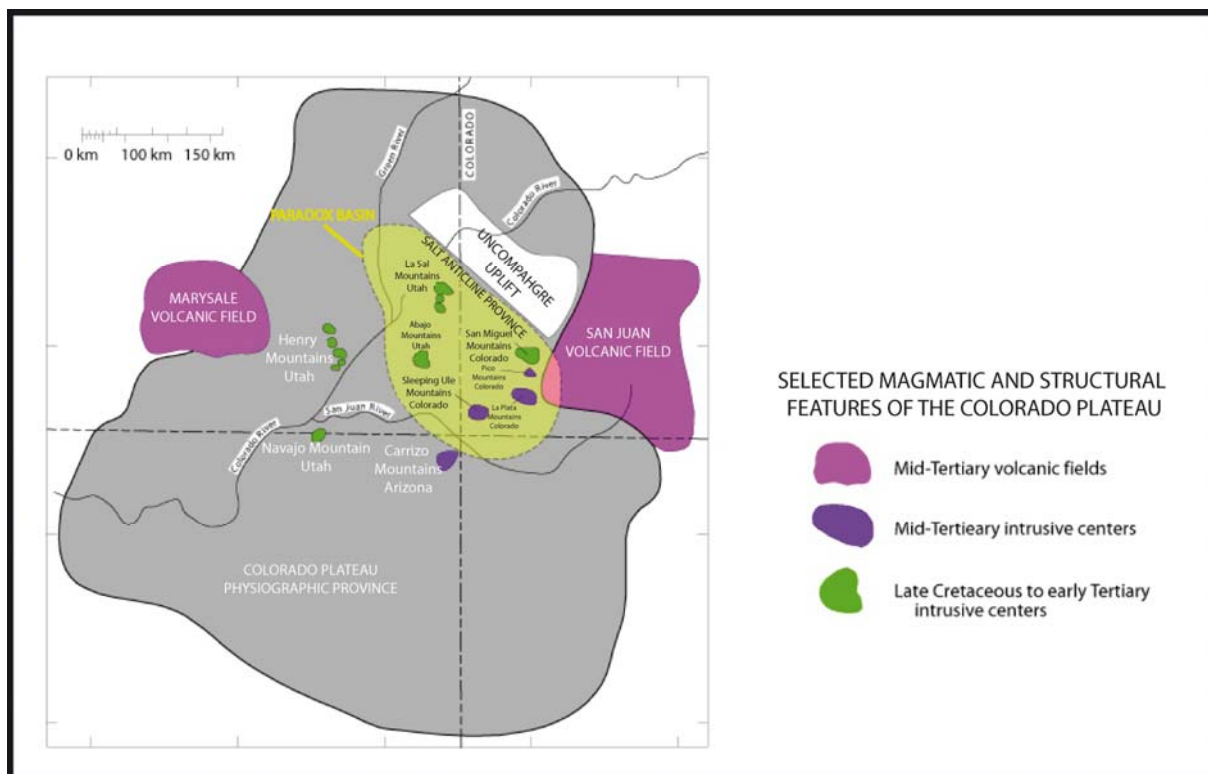 0 km 100 km 150 km
Green River
COLORADO
Colorado River
PARADOX BASIN
UNCOMPAHGRE
UPLIFT
SALT ANTICLINE PROVINCE
La Sal
Mountains
Utah
MARYSALE
VOLCANIC FIELD
SAN JUAN
VOLCANIC FIELD
Henry
Mountains
Utah
Abajo
Mountains
Utah
San Miguel
Mountains
Colorado
Pico
Mountains
Colorado
Sleeping Ule
Mountains
Colorado
La Plata
Mountains
Colorado
San Juan River
Colorado River
Navajo Mountain
Utah
Carrizo
Mountains
Arizona
COLORADO PLATEAU
PHYSIOGRAPHIC PROVINCE
SELECTED MAGMATIC AND STRUCTURAL
FEATURES OF THE COLORADO PLATEAU
Mid-Tertiary volcanic fields
Mid-Tertieary intrusive centers
Late Cretaceous to early Tertiary
intrusive centers